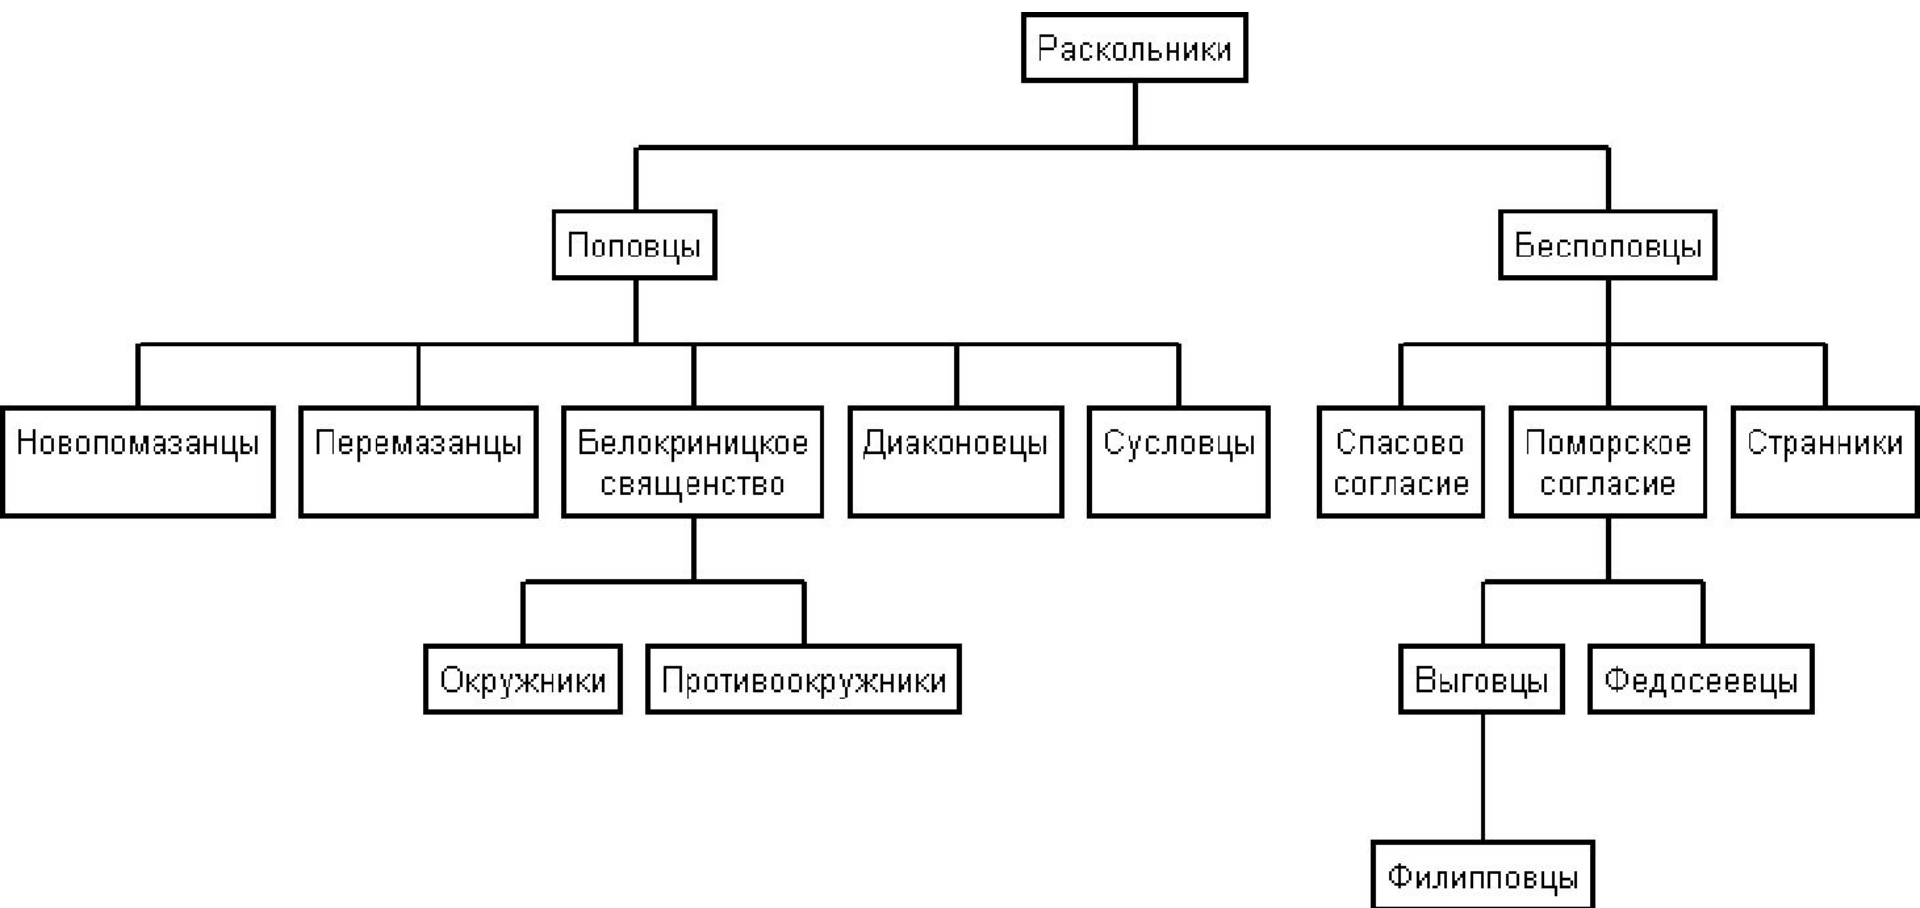 Раскольники
Поповцы
Беспоповцы
Новопомазанцы
Перемазанцы
Белокриницкое
священство
Диаконовцы
Сусловцы
Спасово
согласие
Поморское
согласие
Странники
Окружники
Противоокружники
Выговцы
Федосеевцы
Филипповцы